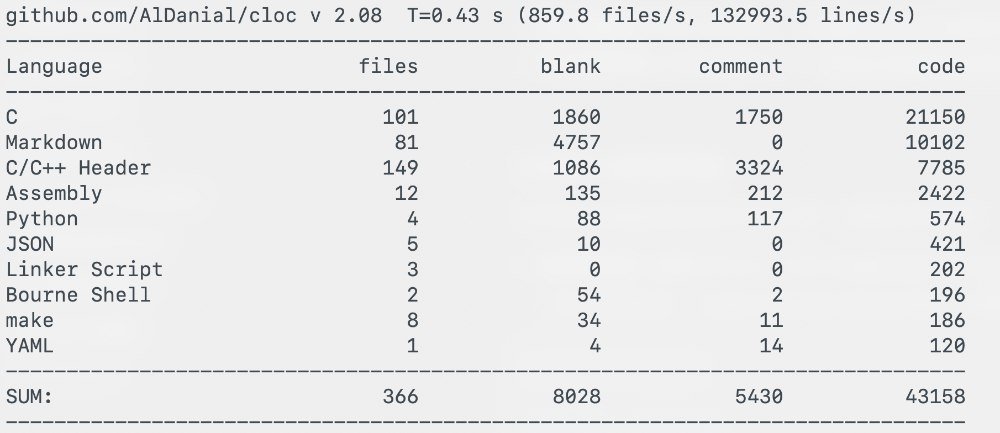 github.com/AlDanial/cloc v 2.08  T=0.43 s (859.8 files/s, 132993.5 lines/s)
-------------------------------------------------------------------------------
Language                     files          blank        comment           code
-------------------------------------------------------------------------------
C                              101           1860           1750          21150
Markdown                        81           4757              0          10102
C/C++ Header                   149           1086           3324           7785
Assembly                        12            135            212           2422
Python                           4             88            117            574
JSON                             5             10              0            421
Linker Script                    3              0              0            202
Bourne Shell                     2             54              2            196
make                             8             34             11            186
YAML                             1              4             14            120
-------------------------------------------------------------------------------
SUM:                           366           8028           5430          43158
-------------------------------------------------------------------------------